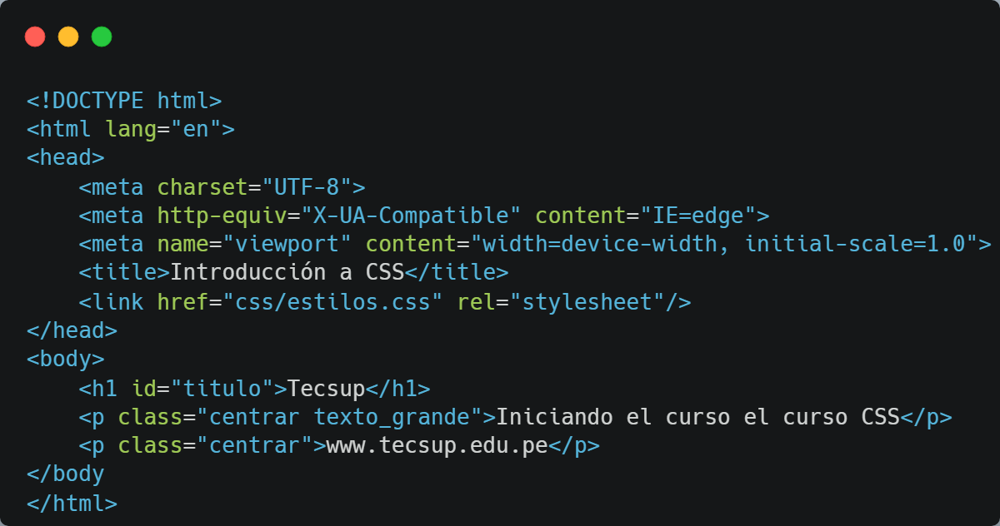 <!DOCTYPE html>
<html lang="en">
<head>
    <meta charset="UTF-8">
    <meta http-equiv="X-UA-Compatible" content="IE=edge">
    <meta name="viewport" content="width=device-width, initial-scale=1.0">
    <title>Introducción a CSS</title>
    <link href="css/estilos.css" rel="stylesheet"/>
</head>
<body>
    <h1 id="titulo">Tecsup</h1>
    <p class="centrar texto_grande">Iniciando el curso el curso CSS</p>
    <p class="centrar">www.tecsup.edu.pe</p>
</body
</html>